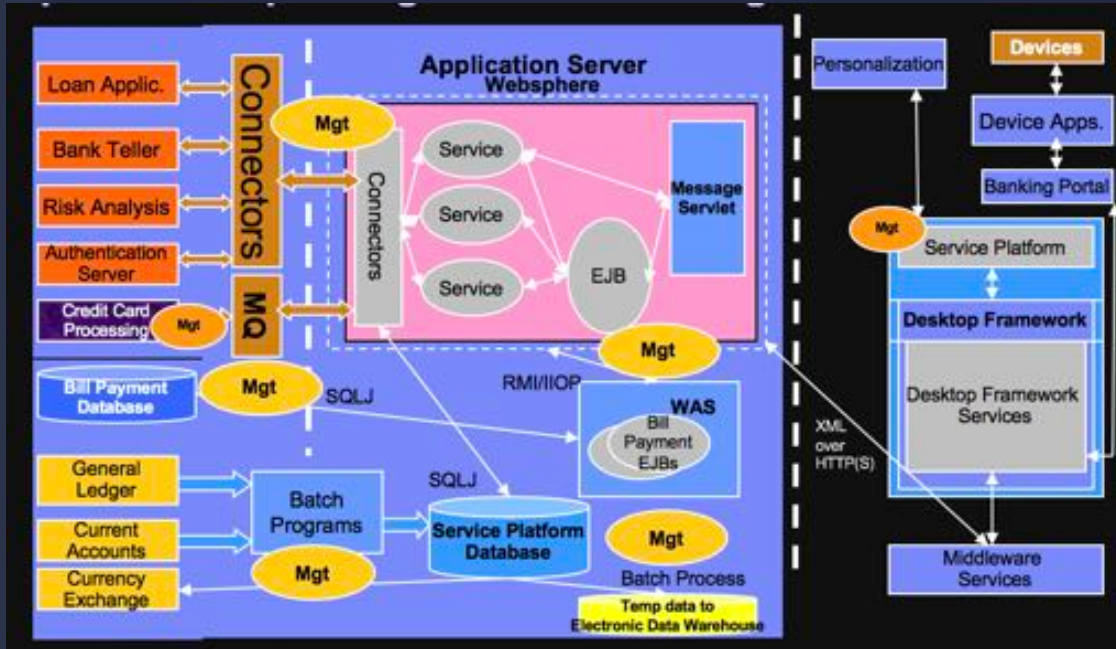 Application Server
Websphere
Loan Applic.
Bank Teller
Risk Analysis
Authentication
Server
Credit Card
Processing
Mgt
Connectors
MQ
Mgt
Connectors
Service
Service
Service
EJB
Message
Servlet
Mgt
Bill Payment
Database
Mgt
SQLJ
RMI/IIOP
WAS
Bill
Payment
EJBs
General
Ledger
Current
Accounts
Currency
Exchange
Batch
Programs
Mgt
SQLJ
Service Platform
Database
Mgt
Batch Process
Temp data to
Electronic Data Warehouse
XML
over
HTTP(S)
Personalization
Devices
Device Apps.
Banking Portal
Mgt
Service Platform
Desktop Framework
Desktop Framework
Services
Middleware
Services